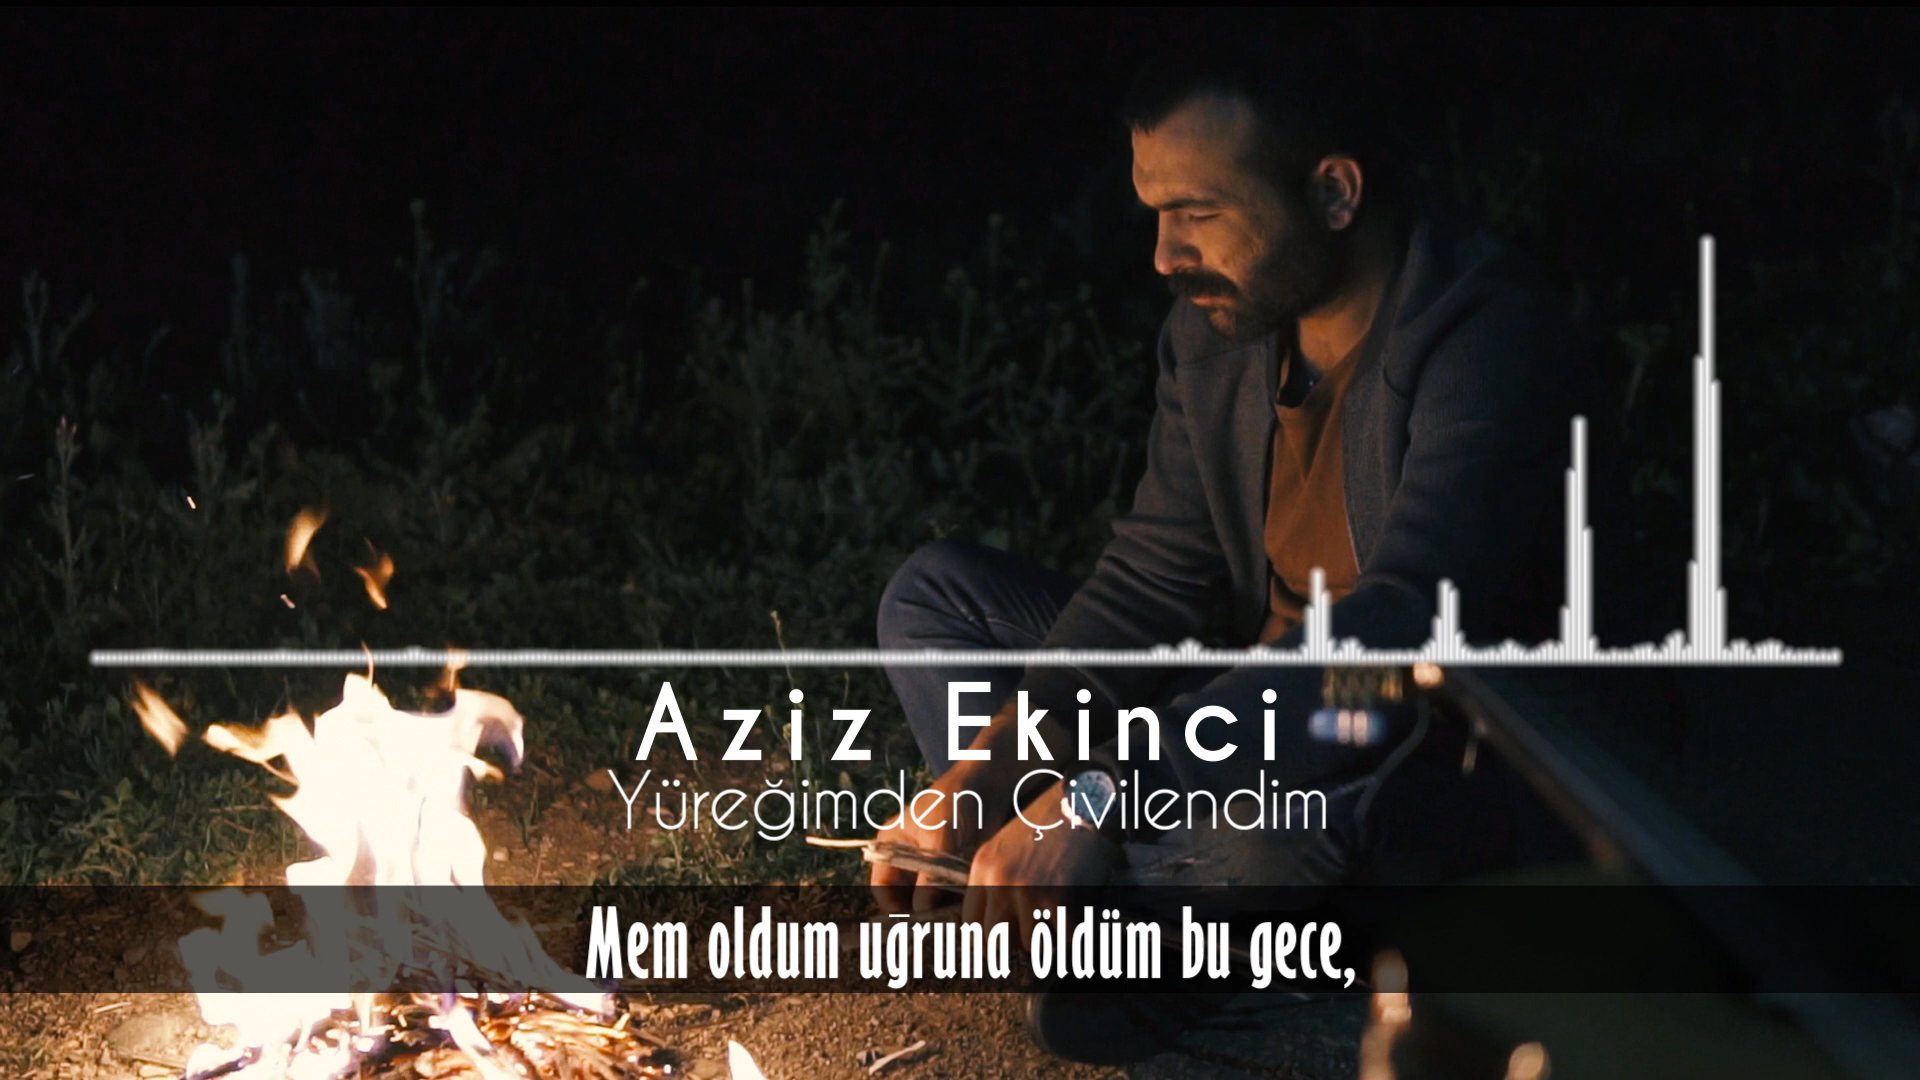 Aziz Ekinci
Yüreğimden Çivilendim
Mem oldum uğruna öldüm bu gece,